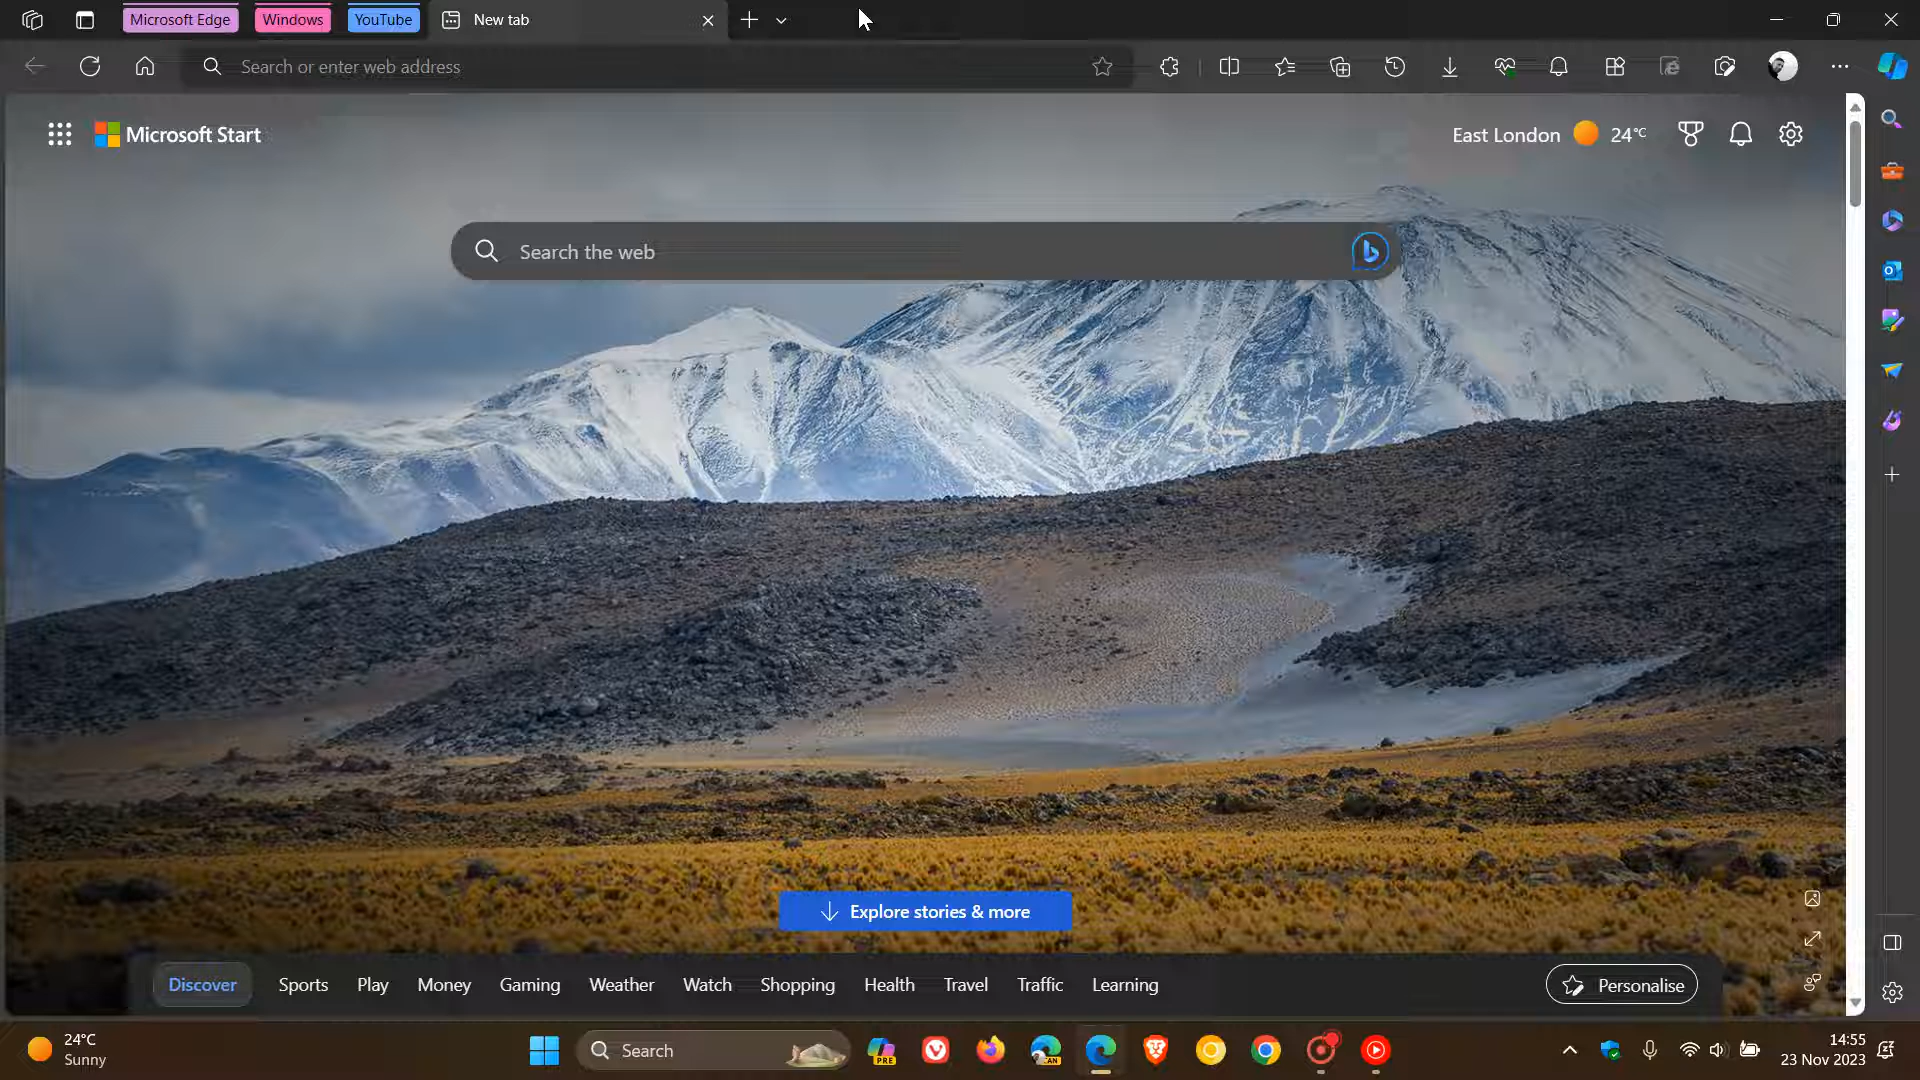 Microsoft Edge
Windows
YouTube
New tab
Search or enter web address
Microsoft Start
East London 24°C
Search the web
Explore stories & more
Discover
Sports
Play
Money
Gaming
Weather
Watch
Shopping
Health
Travel
Traffic
Learning
Personalise
24°C
Sunny
Search
PRE
CAN
14:55
23 Nov 2023